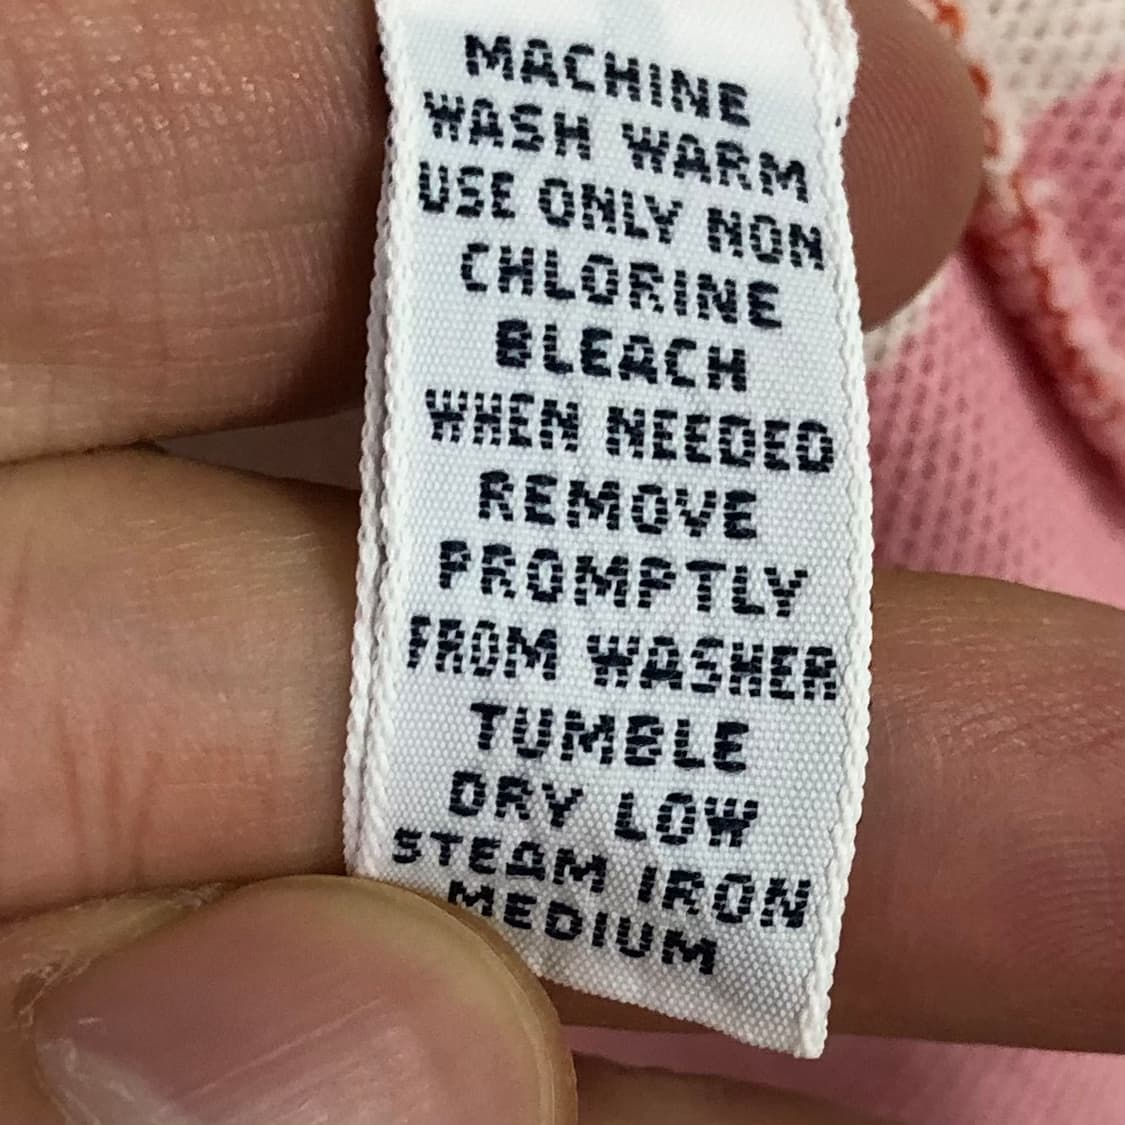 MACHINE
WASH WARM
USE ONLY NON
CHLORINE
BLEACH
WHEN NEEDED
REMOVE
PROMPTLY
FROM WASHER
TUMBLE
DRY LOW
STEAM IRON
MEDIUM